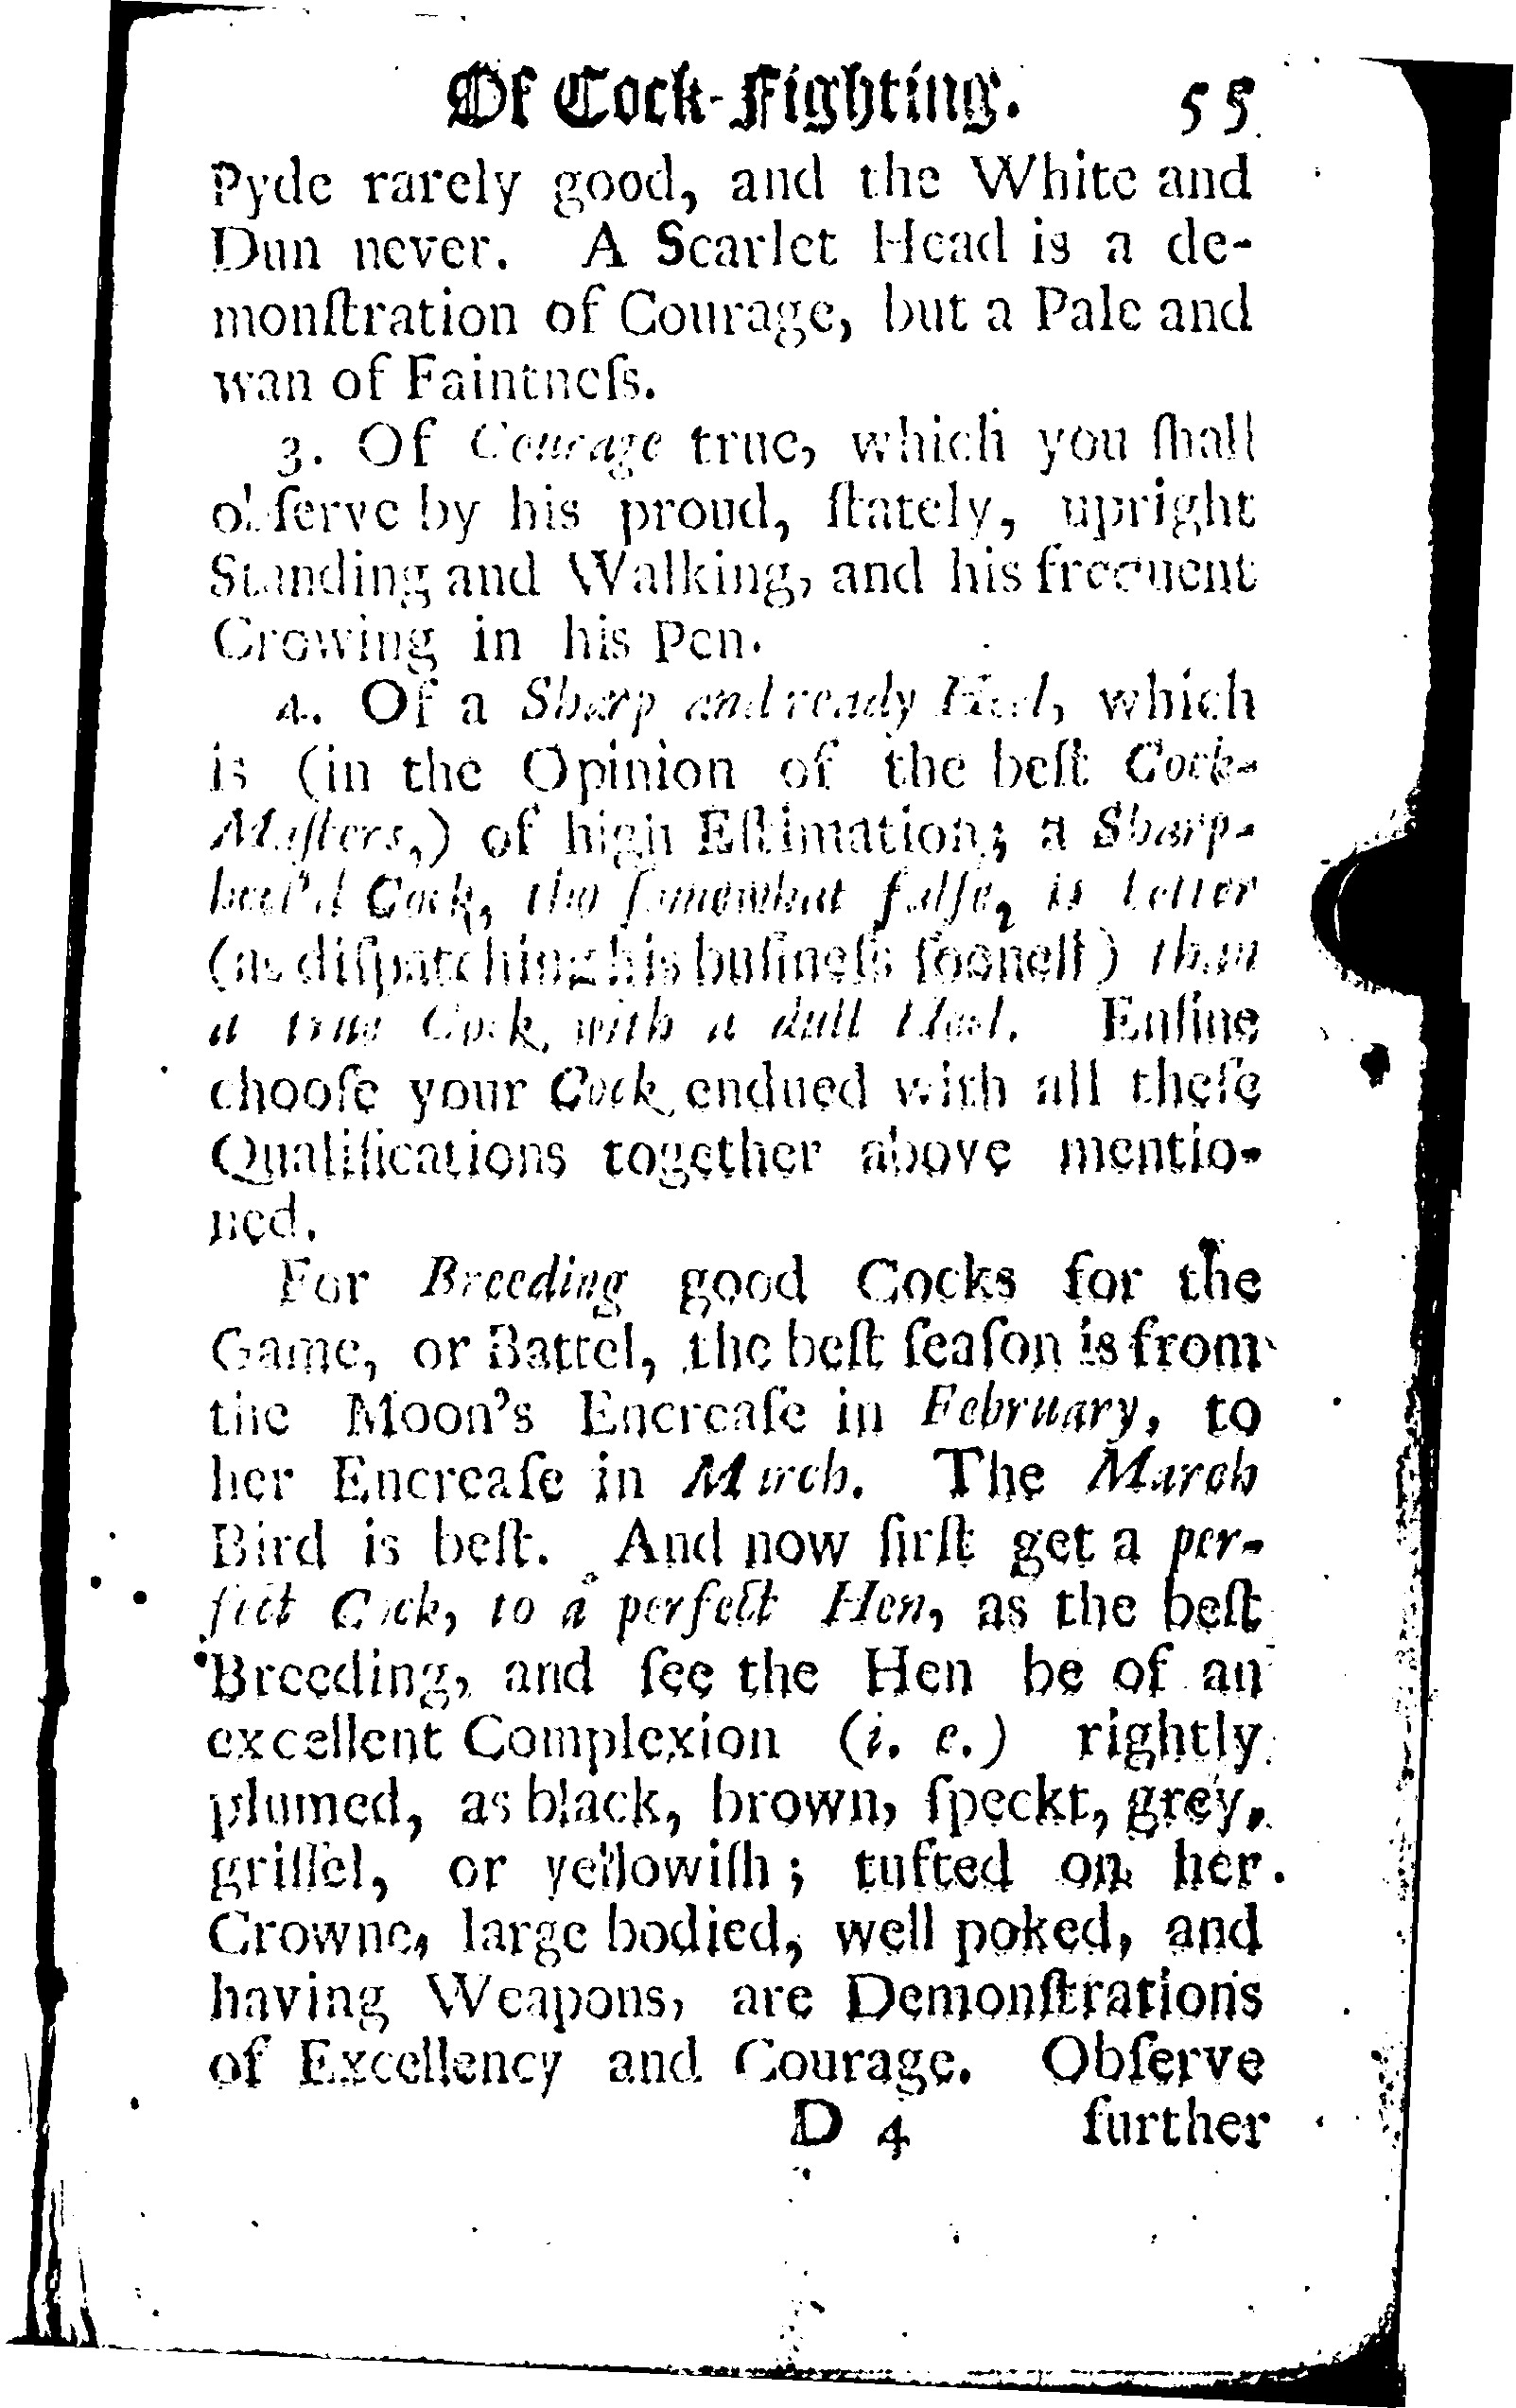 Of Cock-Fighting. 55
Pyde rarely good, and the White and
Dun never. A Scarlet Head is a de-
monſtration of Courage, but a Pale and
wan of Faintneſs.
3. Of Courage true, which you ſhall
obſerve by his proud, ſtately, upright
Standing and Walking, and his frequent
Crowing in his Pen.
4. Of a Sharp and ready Heel, which
is (in the Opinion of the beſt Cock-
Maſters,) of high Eſtimation; a Sharp-
heel'd Cock, tho ſomewhat falſe, is better
(as diſpatching his buſineſs ſooneſt) than
a true Cock with a dull Heel. Enſine
chooſe your Cock endued with all theſe
Qualifications together above mentio-
ned.
For Breeding good Cocks for the
Game, or Battel, the beſt ſeaſon is from
the Moon's Encreaſe in February, to
her Encreaſe in March. The March
Bird is beſt. And now firſt get a per-
fect Cock, to a perfect Hen, as the beſt
Breeding, and ſee the Hen be of an
excellent Complexion (i. e.) rightly
plumed, as black, brown, ſpeckt, grey,
griſſel, or yellowiſh; tufted on her
Crowne, large bodied, well poked, and
having Weapons, are Demonſtrations
of Excellency and Courage. Obſerve
D 4 further